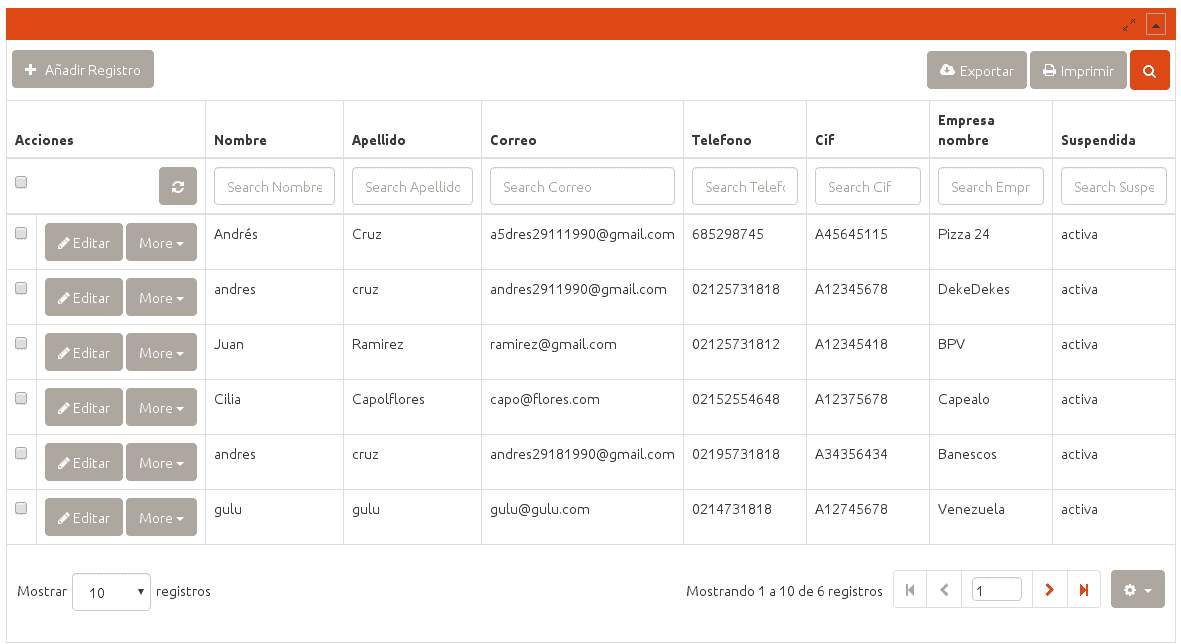 Añadir Registro Exportar Imprimir
Acciones Nombre Apellido Correo Telefono Cif Empresa nombre Suspendida
Search Nombre Search Apellido Search Correo Search Telef Search Cif Search Empr Search Suspe
Editar More Andrés Cruz a5dres29111990@gmail.com 685298745 A45645115 Pizza 24 activa
Editar More andres cruz andres2911990@gmail.com 02125731818 A12345678 DekeDekes activa
Editar More Juan Ramirez ramirez@gmail.com 02125731812 A12345418 BPV activa
Editar More Cilia Capolflores capo@flores.com 02152554648 A12375678 Capealo activa
Editar More andres cruz andres29181990@gmail.com 02195731818 A34356434 Banescos activa
Editar More gulu gulu gulu@gulu.com 0214731818 A12745678 Venezuela activa
Mostrar 10 registros Mostrando 1 a 10 de 6 registros 1